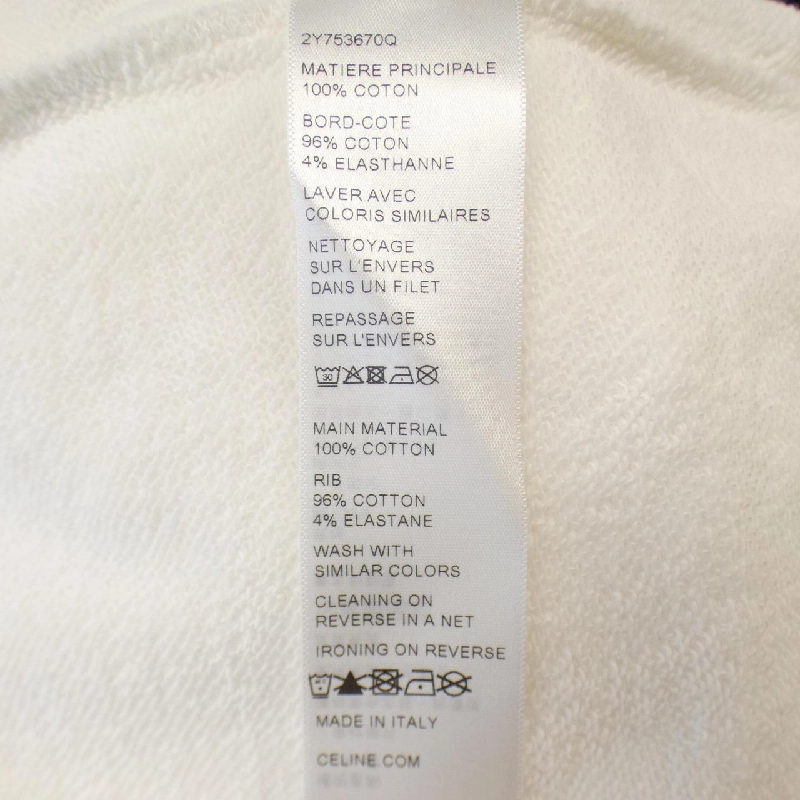 2Y753670Q
MATIERE PRINCIPALE
100% COTON
BORD-COTE
96% COTON
4% ELASTHANNE
LAVER AVEC
COLORIS SIMILAIRES
NETTOYAGE
SUR L'ENVERS
DANS UN FILET
REPASSAGE
SUR L'ENVERS
30
MAIN MATERIAL
100% COTTON
RIB
96% COTTON
4% ELASTANE
WASH WITH
SIMILAR COLORS
CLEANING ON
REVERSE IN A NET
IRONING ON REVERSE
MADE IN ITALY
CELINE.COM